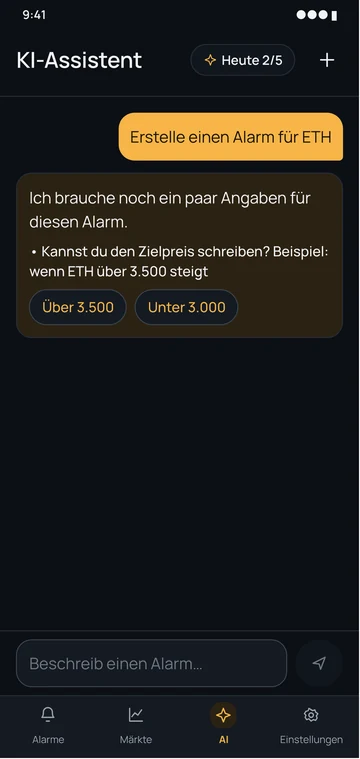 9:41
KI-Assistent
Heute 2/5
Erstelle einen Alarm für ETH
Ich brauche noch ein paar Angaben für
diesen Alarm.
• Kannst du den Zielpreis schreiben? Beispiel:
wenn ETH über 3.500 steigt
Über 3.500
Unter 3.000
Beschreib einen Alarm...
Alarme
Märkte
AI
Einstellungen